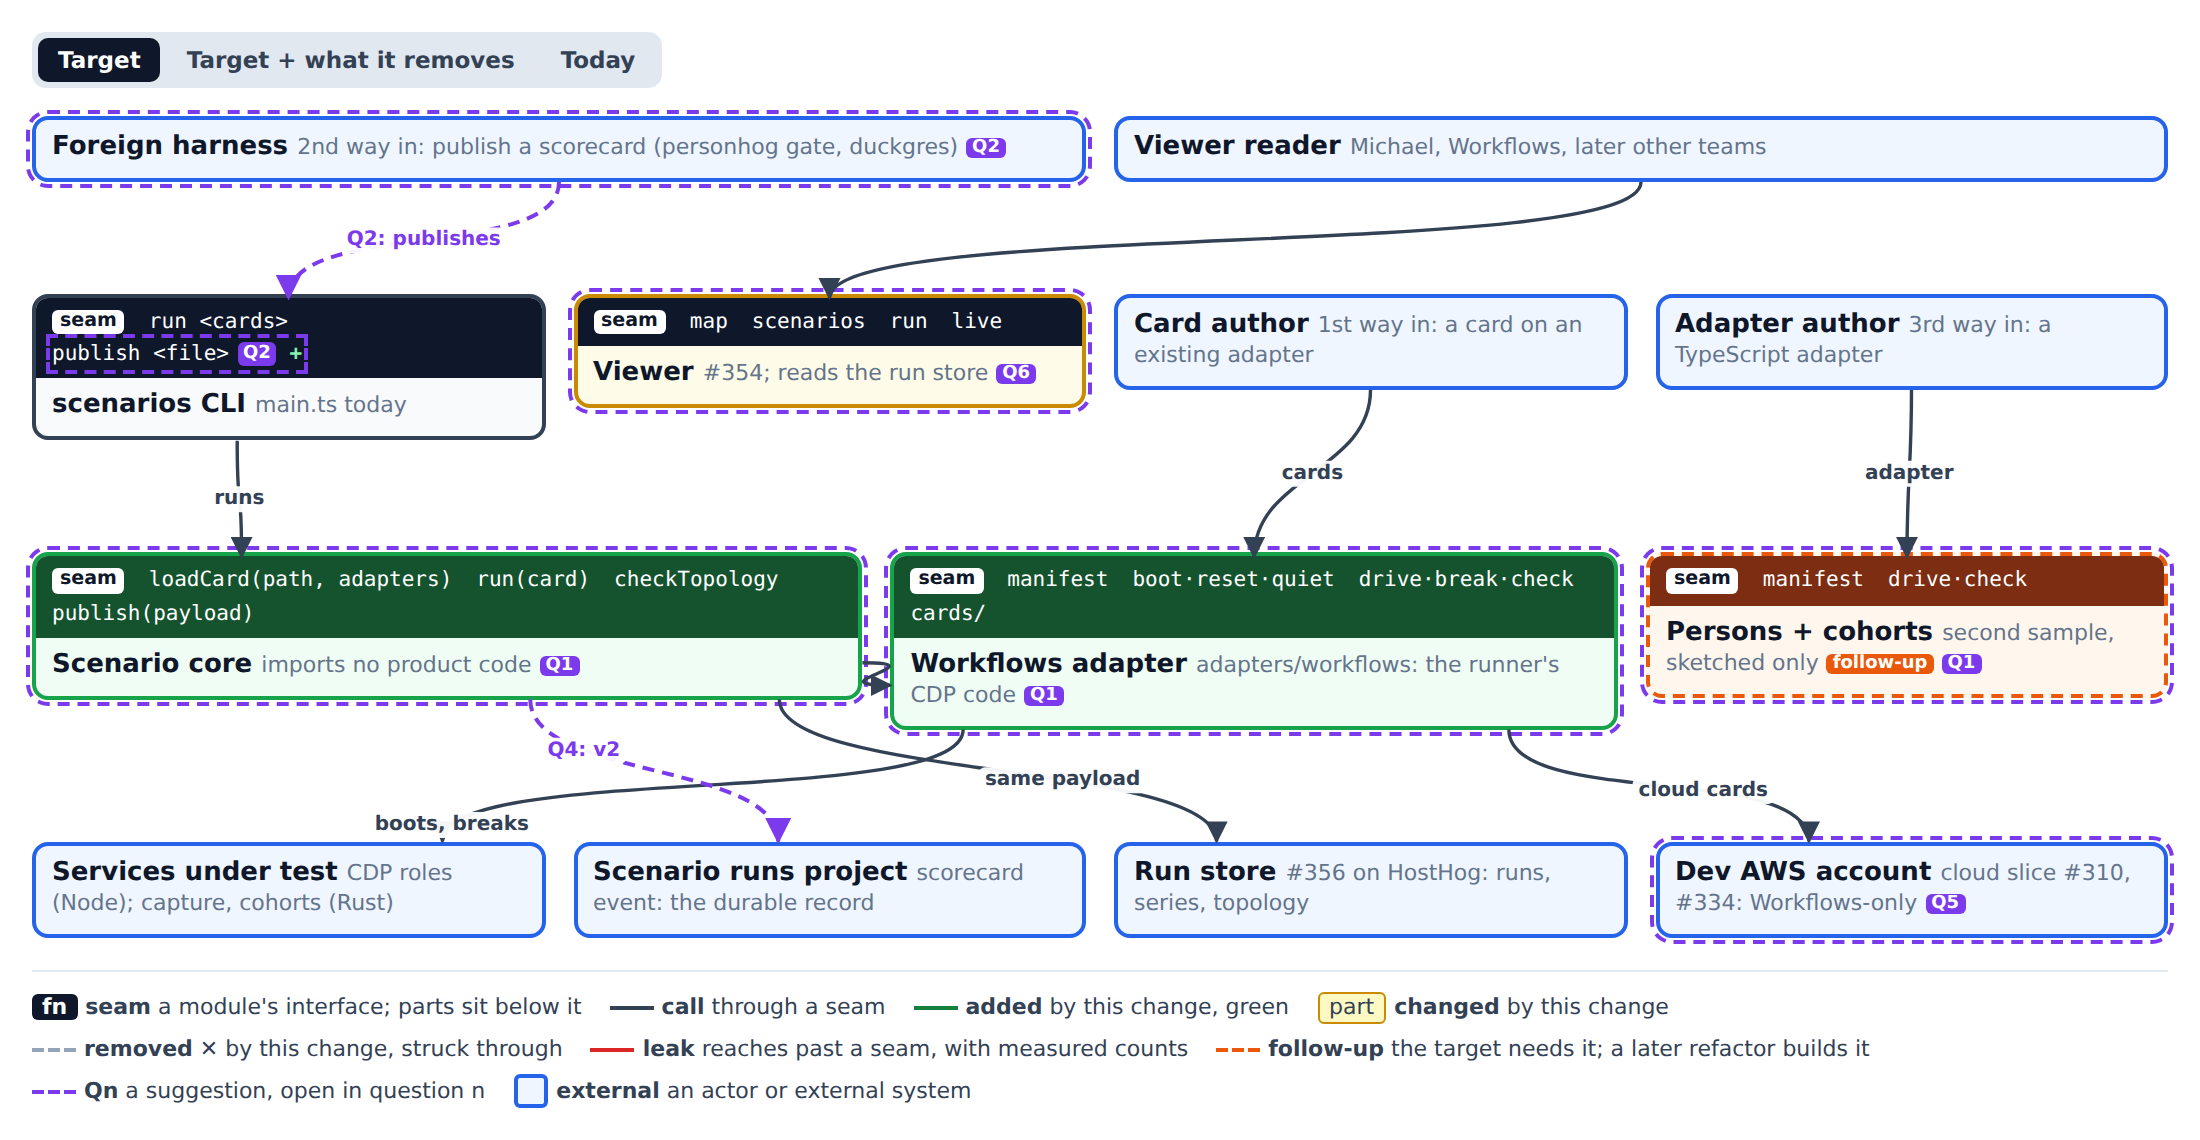 Target Target + what it removes Today
Foreign harness 2nd way in: publish a scorecard (personhog gate, duckgres) Q2
Viewer reader Michael, Workflows, later other teams
Q2: publishes
seam run <cards>
publish <file> Q2 +
scenarios CLI main.ts today
seam map scenarios run live
Viewer #354; reads the run store Q6
Card author 1st way in: a card on an
existing adapter
Adapter author 3rd way in: a
TypeScript adapter
runs
cards
adapter
seam loadCard(path, adapters) run(card) checkTopology
publish(payload)
Scenario core imports no product code Q1
seam manifest boot·reset·quiet drive·break·check
cards/
Workflows adapter adapters/workflows: the runner's
CDP code Q1
seam manifest drive·check
Persons + cohorts second sample,
sketched only follow-up Q1
Q4: v2
same payload
cloud cards
boots, breaks
Services under test CDP roles
(Node); capture, cohorts (Rust)
Scenario runs project scorecard
event: the durable record
Run store #356 on HostHog: runs,
series, topology
Dev AWS account cloud slice #310,
#334: Workflows-only Q5
fn seam a module's interface; parts sit below it call through a seam added by this change, green part changed by this change
removed ✕ by this change, struck through leak reaches past a seam, with measured counts follow-up the target needs it; a later refactor builds it
Qn a suggestion, open in question n external an actor or external system